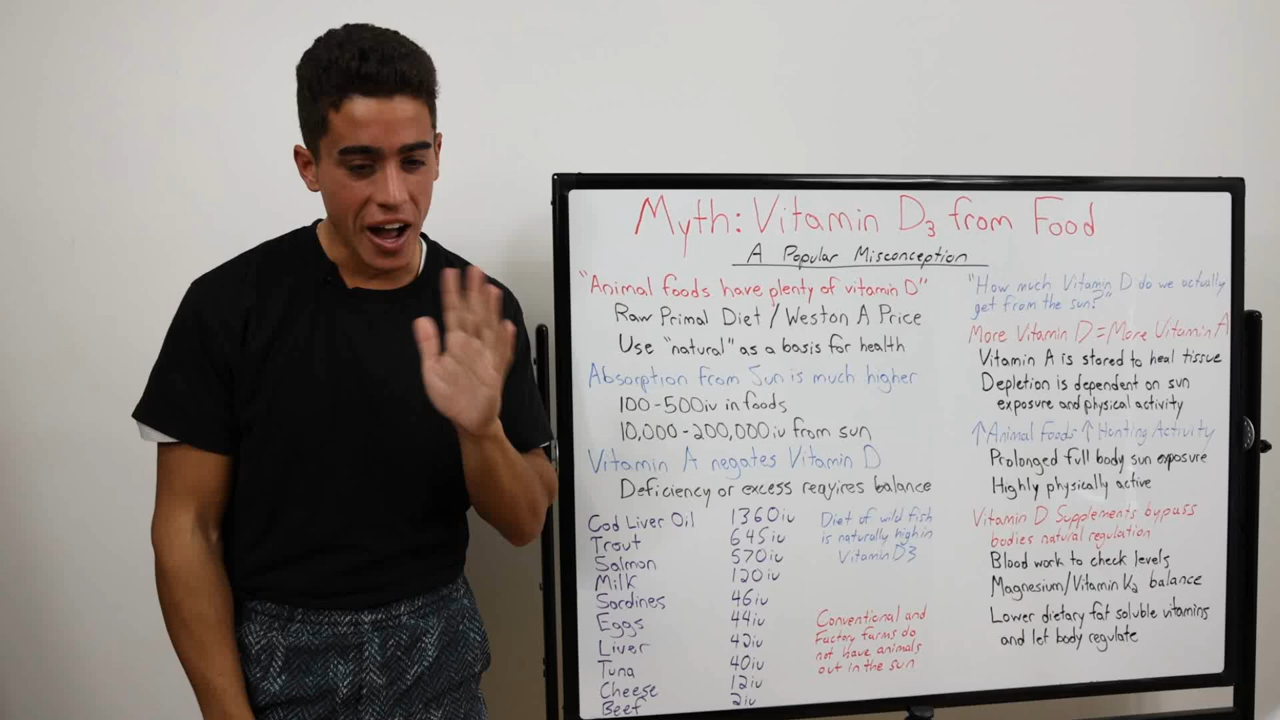 Myth: Vitamin D3 from Food
A Popular Misconception
"Animal foods have plenty of vitamin D"
Raw Primal Diet / Weston A Price
Use "natural" as a basis for health
Absorption from Sun is much higher
100-500iu in foods
10,000-200,000iu from sun
Vitamin A negates Vitamin D
Deficiency or excess requires balance
Cod Liver Oil 1360iu
Trout 645iu
Salmon 570iu
Milk 120iu
Sardines 46iu
Eggs 44iu
Liver 42iu
Tuna 40iu
Cheese 12iu
Beef 2iu
Diet of wild fish
is naturally high in
Vitamin D3
Conventional and
Factory farms do
not have animals
out in the sun
"How much Vitamin D do we actually
get from the sun?"
More Vitamin D = More Vitamin A
Vitamin A is stored to heal tissue
Depletion is dependent on sun
exposure and physical activity
↑Animal Foods ↑Hunting Activity
Prolonged full body sun exposure
Highly physically active
Vitamin D Supplements bypass
bodies natural regulation
Blood work to check levels
Magnesium/Vitamin K2 balance
Lower dietary fat soluble vitamins
and let body regulate